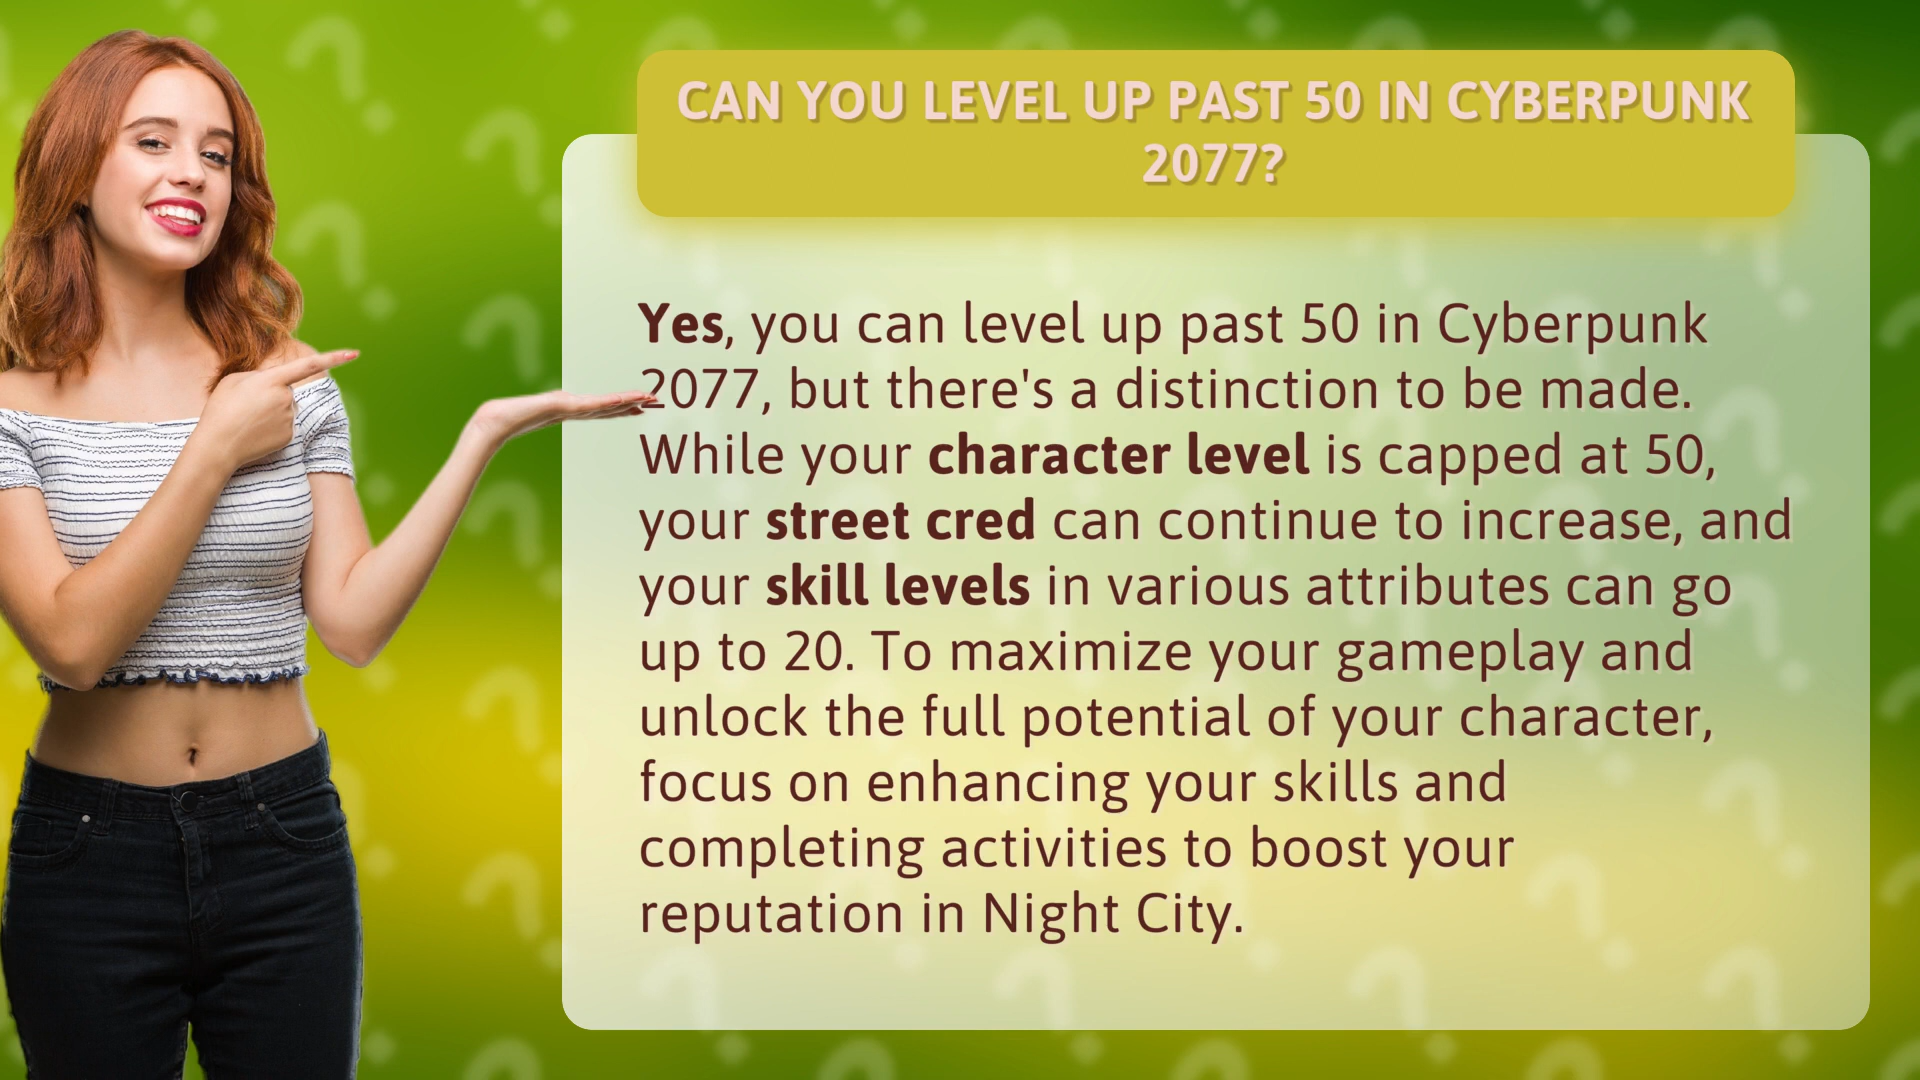 CAN YOU LEVEL UP PAST 50 IN CYBERPUNK
2077?
Yes, you can level up past 50 in Cyberpunk
2077, but there's a distinction to be made.
While your character level is capped at 50,
your street cred can continue to increase, and
your skill levels in various attributes can go
up to 20. To maximize your gameplay and
unlock the full potential of your character,
focus on enhancing your skills and
completing activities to boost your
reputation in Night City.